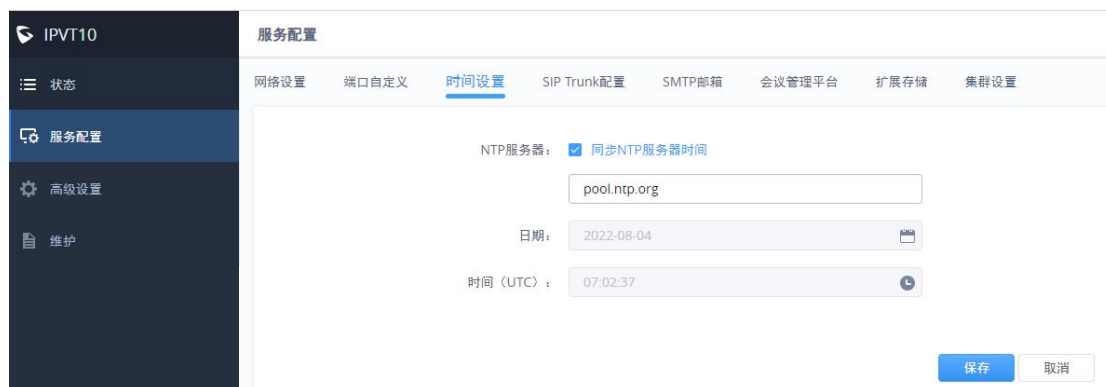 IPVT10
服务配置
状态
服务配置
高级设置
维护
网络设置 端口自定义 时间设置 SIP Trunk配置 SMTP邮箱 会议管理平台 扩展存储 集群设置
NTP服务器： 同步NTP服务器时间
pool.ntp.org
日期： 2022-08-04
时间（UTC）： 07:02:37
保存 取消